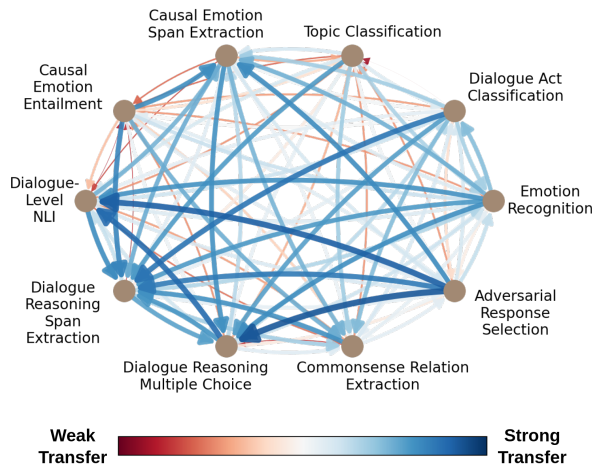 Causal Emotion
Span Extraction
Topic Classification
Causal
Emotion
Entailment
Dialogue Act
Classification
Dialogue-
Level
NLI
Emotion
Recognition
Dialogue
Reasoning
Span
Extraction
Adversarial
Response
Selection
Dialogue Reasoning
Multiple Choice
Commonsense Relation
Extraction
Weak
Transfer
Strong
Transfer